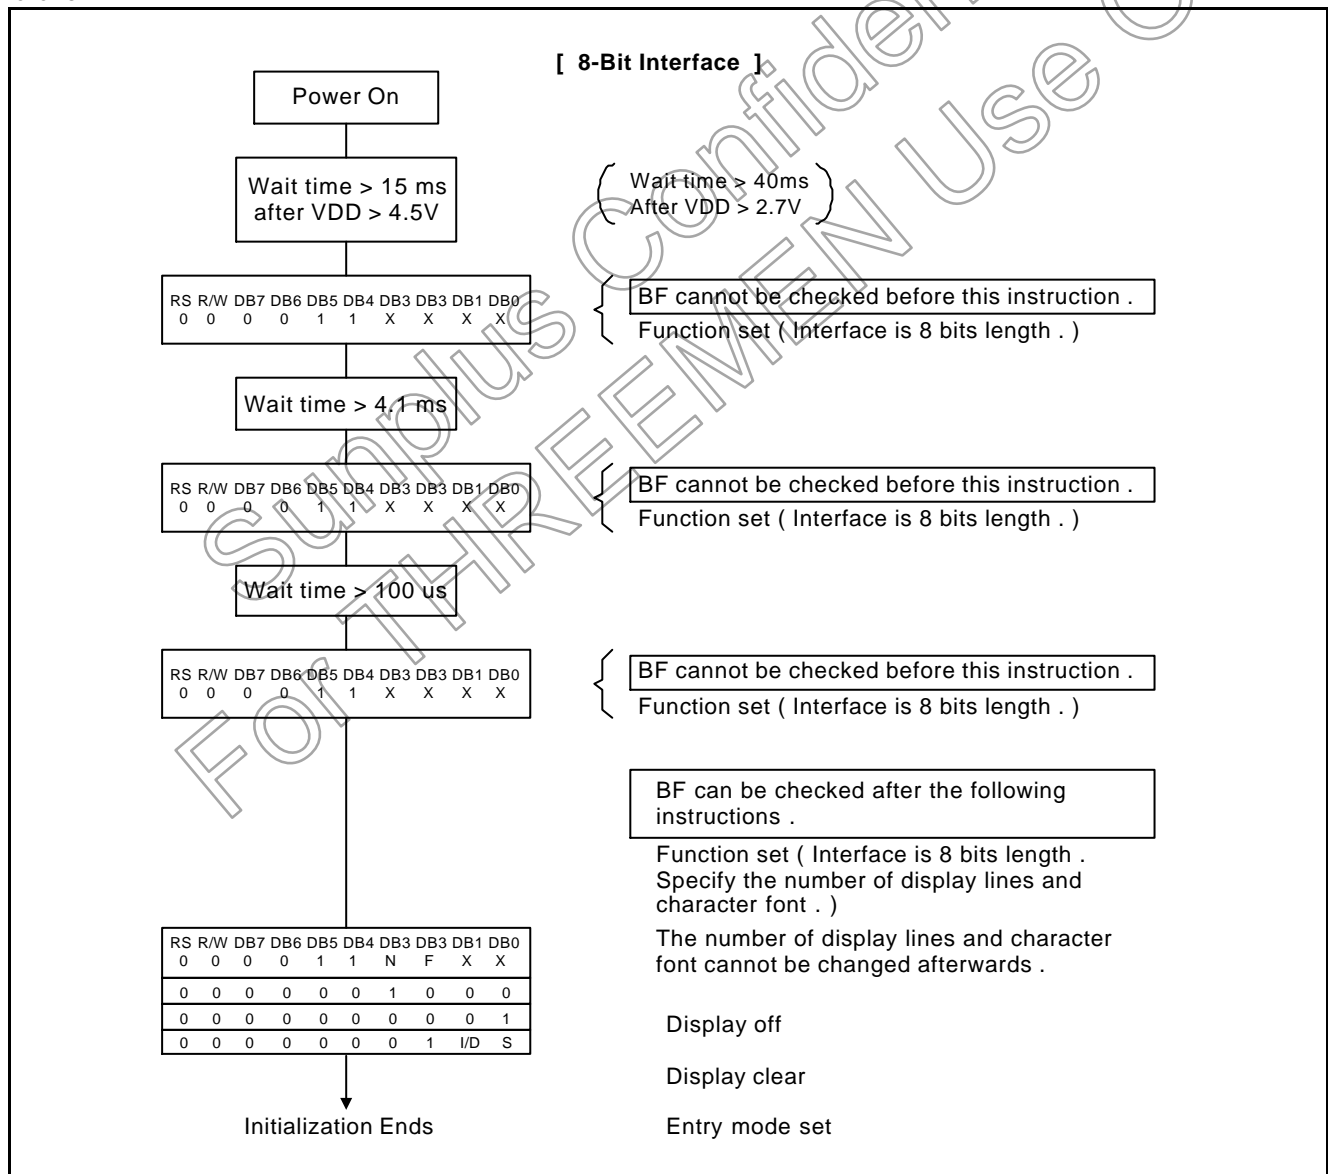 [ 8-Bit Interface ]
Power On
Wait time > 15 ms
after VDD > 4.5V
Wait time > 40ms
After VDD > 2.7V
RS R/W DB7 DB6 DB5 DB4 DB3 DB3 DB1 DB0
0 0 0 0 1 1 X X X X
BF cannot be checked before this instruction .
Function set ( Interface is 8 bits length . )
Wait time > 4.1 ms
RS R/W DB7 DB6 DB5 DB4 DB3 DB3 DB1 DB0
0 0 0 0 1 1 X X X X
BF cannot be checked before this instruction .
Function set ( Interface is 8 bits length . )
Wait time > 100 us
RS R/W DB7 DB6 DB5 DB4 DB3 DB3 DB1 DB0
0 0 0 0 1 1 X X X X
BF cannot be checked before this instruction .
Function set ( Interface is 8 bits length . )
BF can be checked after the following
instructions .
Function set ( Interface is 8 bits length .
Specify the number of display lines and
character font . )
The number of display lines and character
font cannot be changed afterwards .
RS R/W DB7 DB6 DB5 DB4 DB3 DB3 DB1 DB0
0 0 0 0 1 1 N F X X
0 0 0 0 0 0 1 0 0 0
0 0 0 0 0 0 0 0 0 1
0 0 0 0 0 0 0 1 I/D S
Display off
Display clear
Entry mode set
Initialization Ends
Sunplus Confiden
For THREEMEN Use